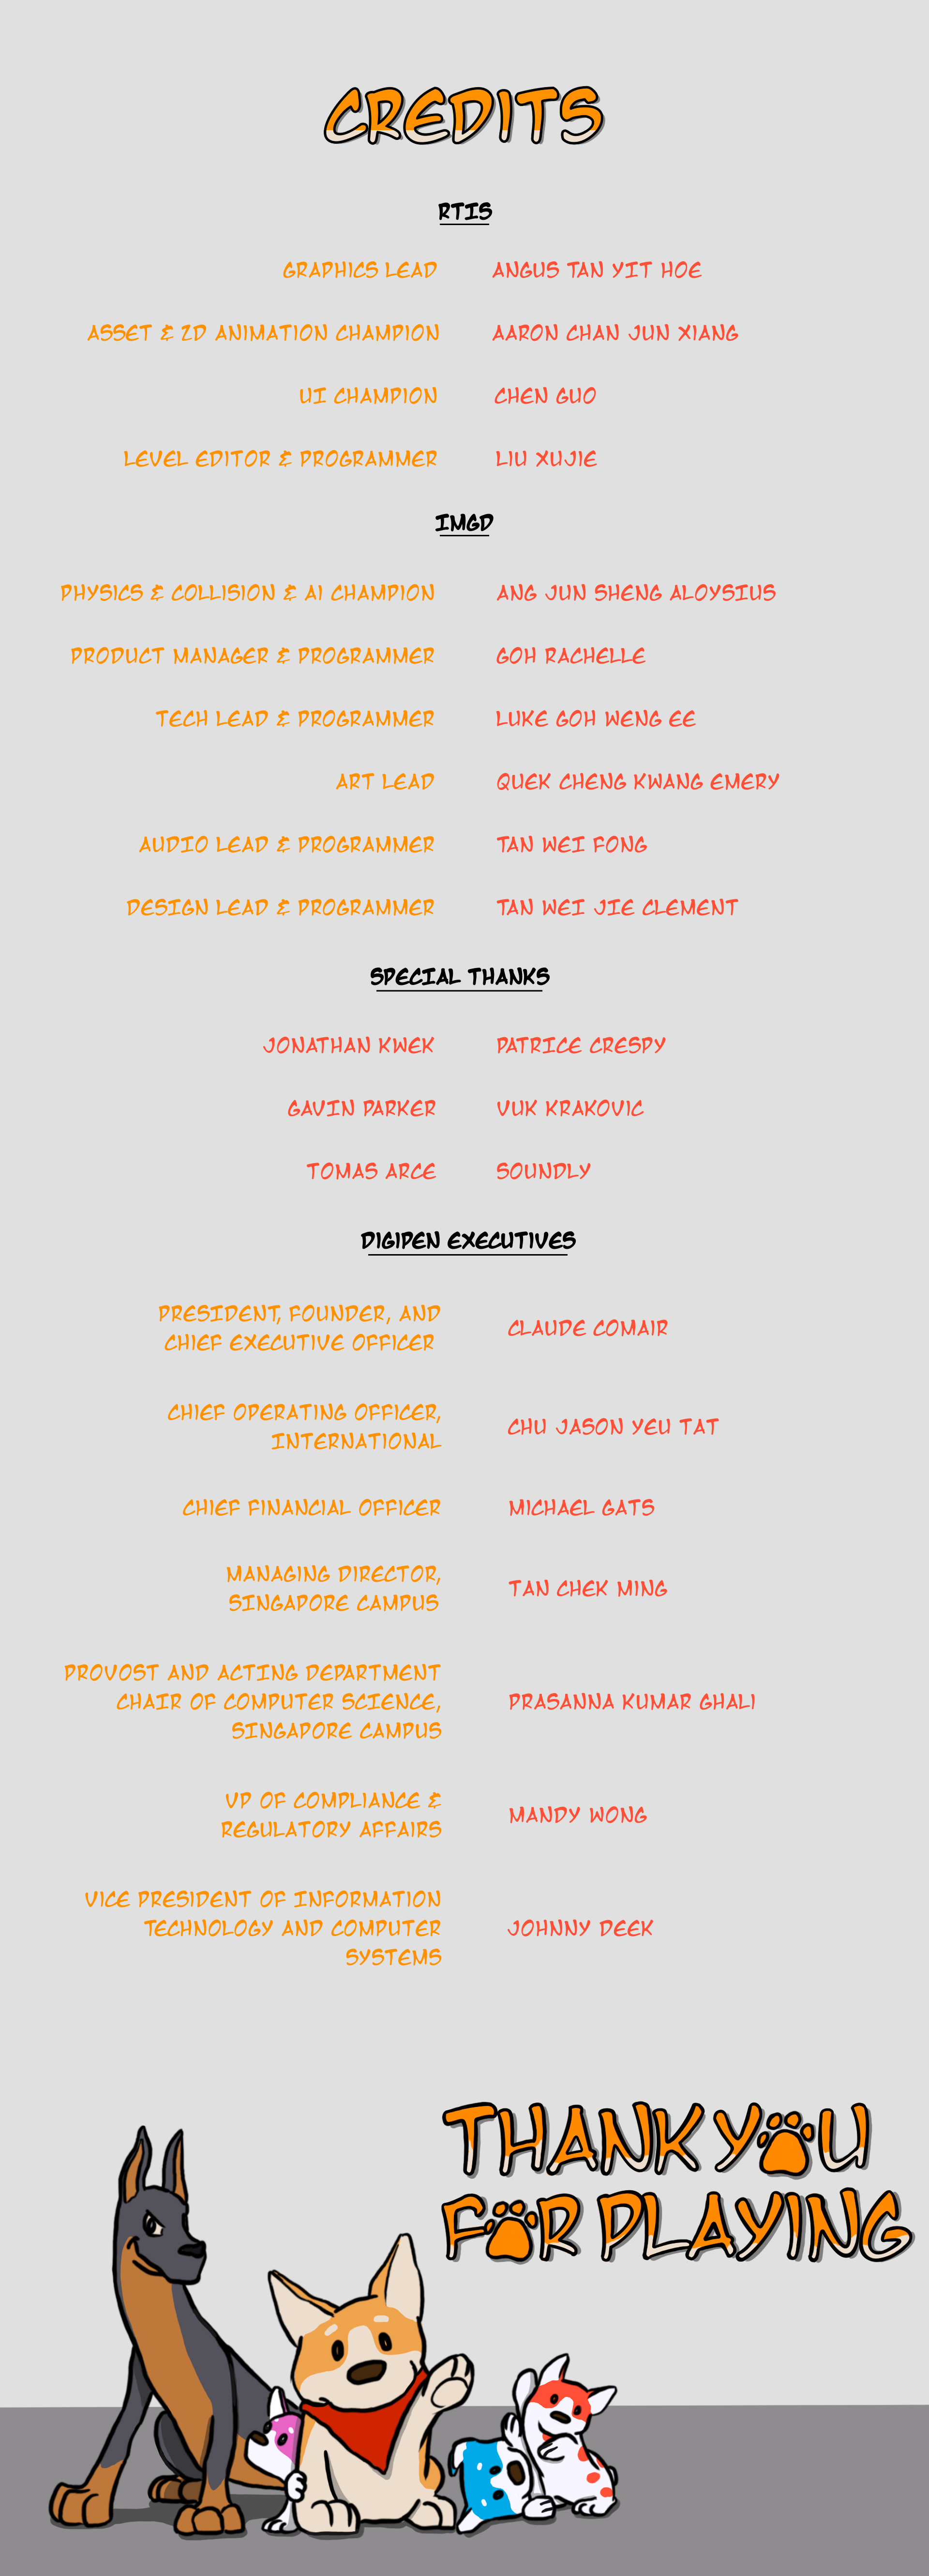 CREDITS
RTIS
GRAPHICS LEAD ANGUS TAN YIT HOE
ASSET & 2D ANIMATION CHAMPION AARON CHAN JUN XIANG
UI CHAMPION CHEN GUO
LEVEL EDITOR & PROGRAMMER LIU XUJIE
IMGD
PHYSICS & COLLISION & AI CHAMPION ANG JUN SHENG ALOYSIUS
PRODUCT MANAGER & PROGRAMMER GOH RACHELLE
TECH LEAD & PROGRAMMER LUKE GOH WENG EE
ART LEAD QUEK CHENG KWANG EMERY
AUDIO LEAD & PROGRAMMER TAN WEI FONG
DESIGN LEAD & PROGRAMMER TAN WEI JIE CLEMENT
SPECIAL THANKS
JONATHAN KWEK PATRICE CRESPY
GAVIN PARKER VUK KRAKOVIC
TOMAS ARCE SOUNDLY
DIGIPEN EXECUTIVES
PRESIDENT, FOUNDER, AND
CHIEF EXECUTIVE OFFICER
CLAUDE COMAIR
CHIEF OPERATING OFFICER,
INTERNATIONAL
CHU JASON YEU TAT
CHIEF FINANCIAL OFFICER MICHAEL GATS
MANAGING DIRECTOR,
SINGAPORE CAMPUS
TAN CHEK MING
PROVOST AND ACTING DEPARTMENT
CHAIR OF COMPUTER SCIENCE,
SINGAPORE CAMPUS
PRASANNA KUMAR GHALI
VP OF COMPLIANCE &
REGULATORY AFFAIRS
MANDY WONG
VICE PRESIDENT OF INFORMATION
TECHNOLOGY AND COMPUTER
SYSTEMS
JOHNNY DEEK
THANK YOU
FOR PLAYING